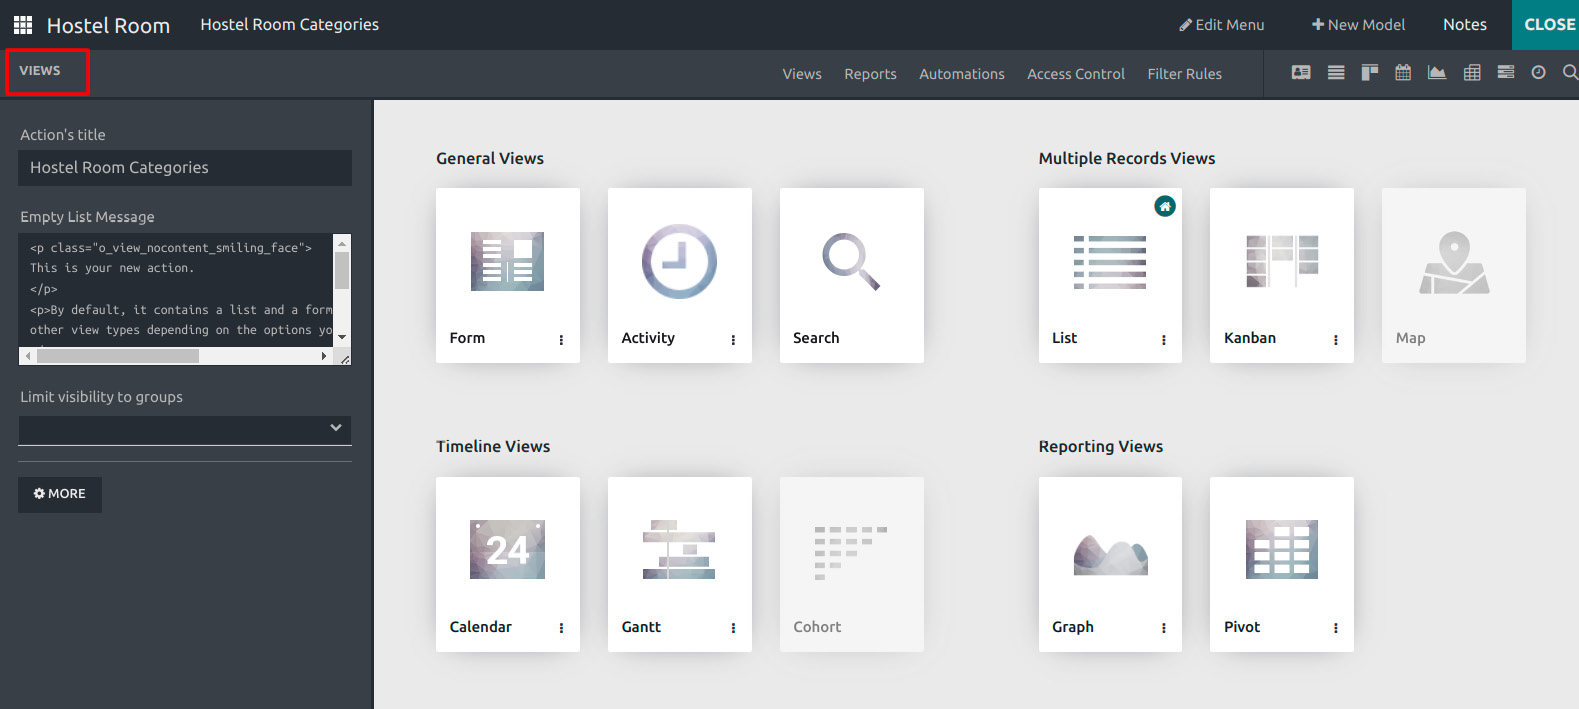 Hostel Room
Hostel Room Categories
Edit Menu
New Model
Notes
CLOSE
VIEWS
Views
Reports
Automations
Access Control
Filter Rules
Action's title
Hostel Room Categories
Empty List Message
<p class="o_view_nocontent_smiling_face">
This is your new action.
</p>
<p>By default, it contains a list and a form
other view types depending on the options yo
Limit visibility to groups
MORE
General Views
Form
Activity
Search
Multiple Records Views
List
Kanban
Map
Timeline Views
24
Calendar
Gantt
Cohort
Reporting Views
Graph
Pivot